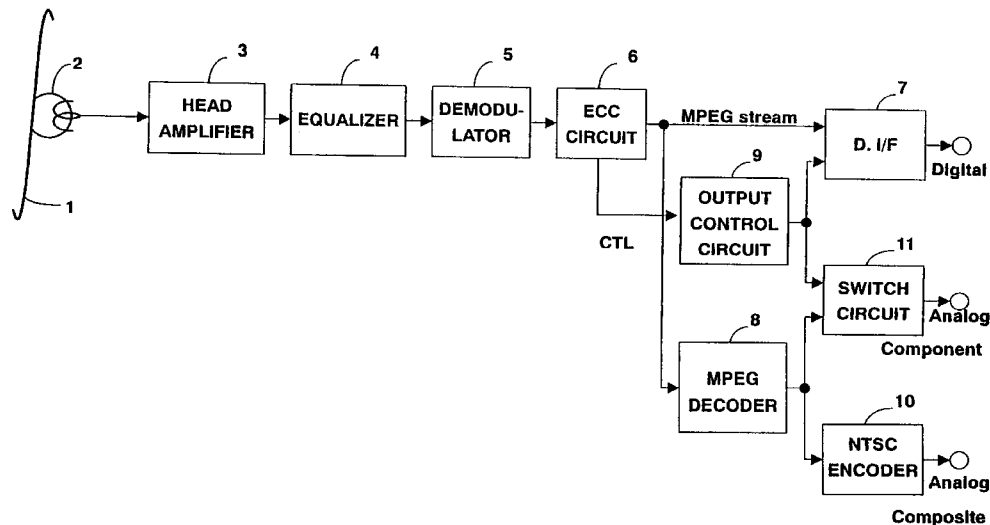 1
2
3
HEAD
AMPLIFIER
4
EQUALIZER
5
DEMODU-
LATOR
6
ECC
CIRCUIT
MPEG stream
7
D. I/F
Digital
CTL
9
OUTPUT
CONTROL
CIRCUIT
11
SWITCH
CIRCUIT
Analog
Component
8
MPEG
DECODER
10
NTSC
ENCODER
Analog
Composite